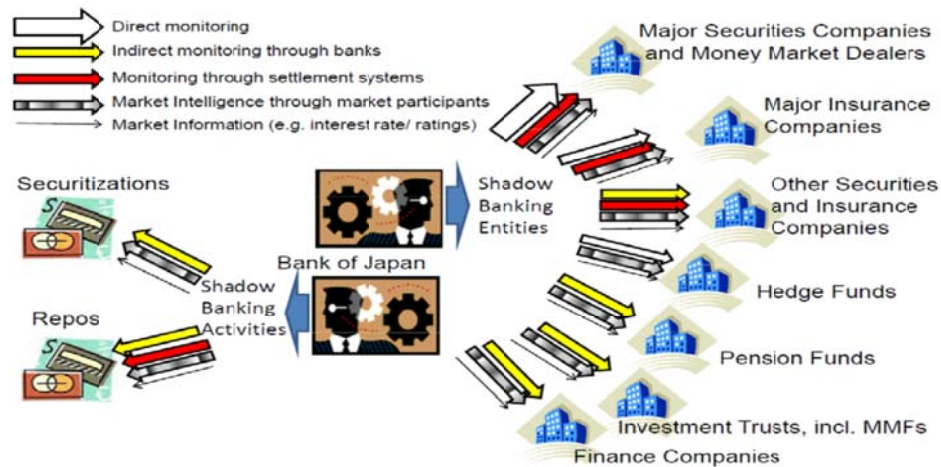 Direct monitoring
Indirect monitoring through banks
Monitoring through settlement systems
Market Intelligence through market participants
Market Information (e.g. interest rate/ ratings)
Major Securities Companies
and Money Market Dealers
Major Insurance
Companies
Securitizations
Shadow
Banking
Entities
Other Securities
and Insurance
Companies
Bank of Japan
Shadow
Banking
Activities
Hedge Funds
Repos
Pension Funds
Investment Trusts, incl. MMFs
Finance Companies